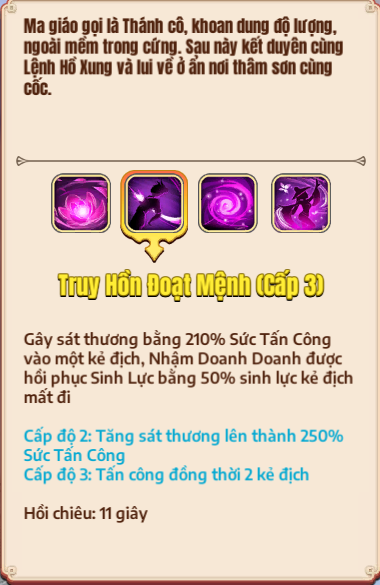 Ma giáo gọi là Thánh cô, khoan dung độ lượng,
ngoài mềm trong cứng. Sau này kết duyên cùng
Lệnh Hồ Xung và lui về ở ẩn nơi thâm sơn cùng
cốc.
Truy Hồn Đoạt Mệnh (Cấp 3)
Gây sát thương bằng 210% Sức Tấn Công
vào một kẻ địch, Nhậm Doanh Doanh được
hồi phục Sinh Lực bằng 50% sinh lực kẻ địch
mất đi
Cấp độ 2: Tăng sát thương lên thành 250%
Sức Tấn Công
Cấp độ 3: Tấn công đồng thời 2 kẻ địch
Hồi chiêu: 11 giây